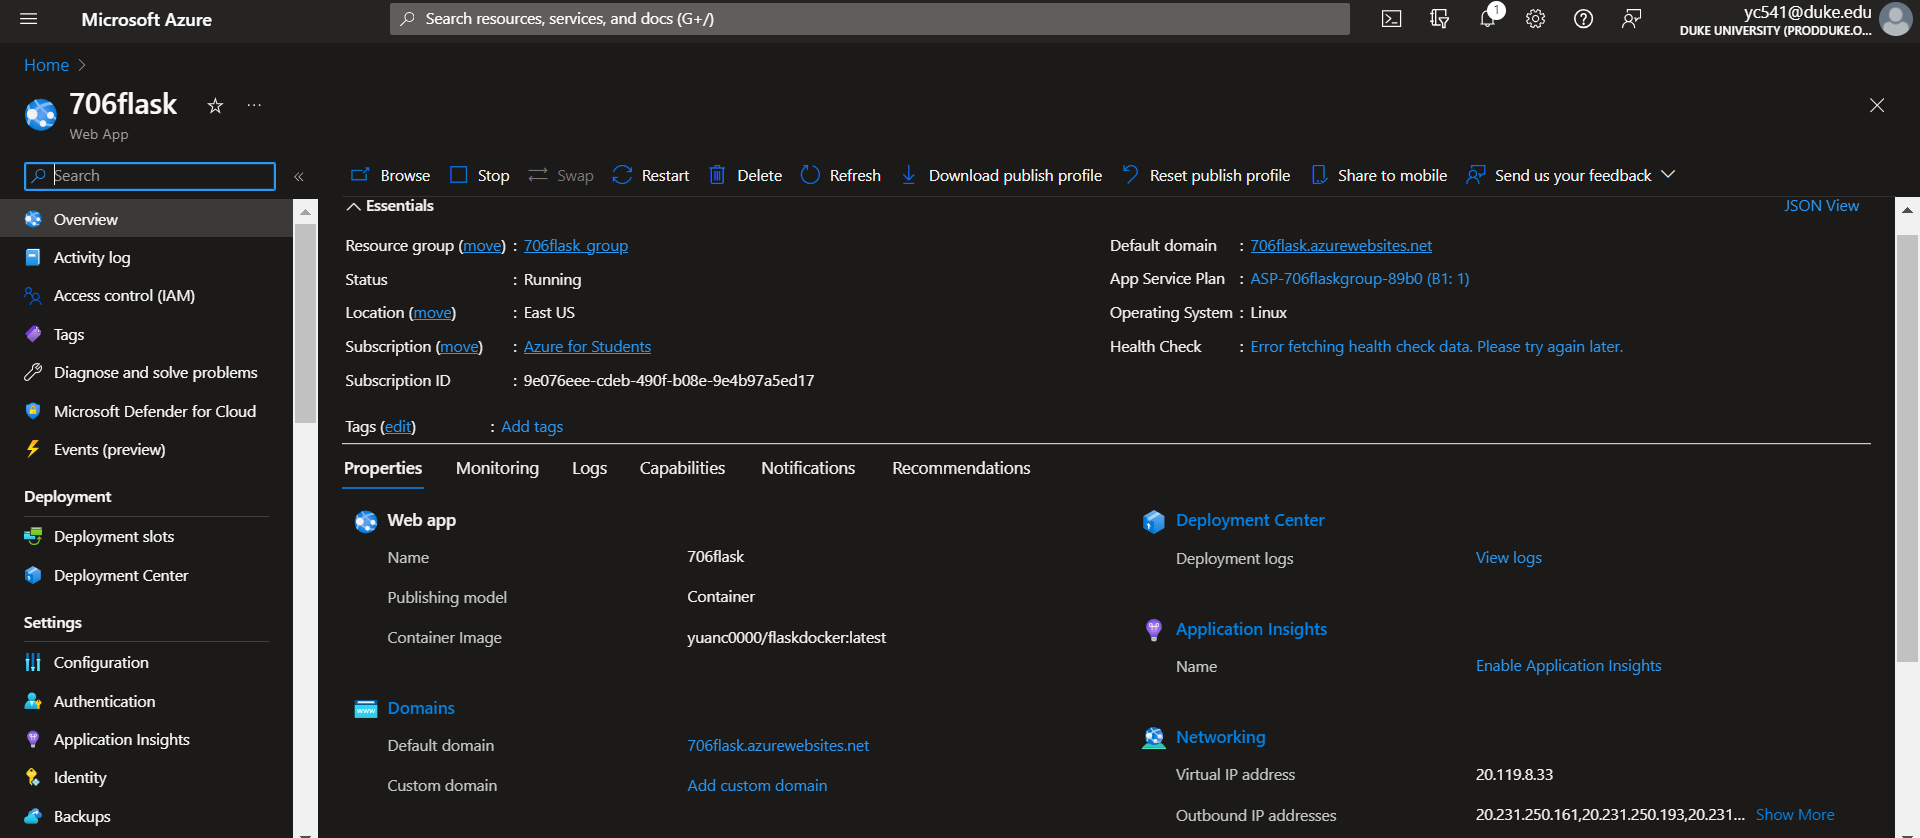 Microsoft Azure
Search resources, services, and docs (G+/)
1
yc541@duke.edu
DUKE UNIVERSITY (PRODDUKE.O...
Home
706flask
...
Web App
Search
«
Browse
Stop
Swap
Restart
Delete
Refresh
Download publish profile
Reset publish profile
Share to mobile
Send us your feedback
Overview
Activity log
Access control (IAM)
Tags
Diagnose and solve problems
Microsoft Defender for Cloud
Events (preview)
Deployment
Deployment slots
Deployment Center
Settings
Configuration
Authentication
Application Insights
Identity
Backups
Essentials
JSON View
Resource group (move) : 706flask_group
Status : Running
Location (move) : East US
Subscription (move) : Azure for Students
Subscription ID : 9e076eee-cdeb-490f-b08e-9e4b97a5ed17
Default domain : 706flask.azurewebsites.net
App Service Plan : ASP-706flaskgroup-89b0 (B1: 1)
Operating System : Linux
Health Check : Error fetching health check data. Please try again later.
Tags (edit) : Add tags
Properties
Monitoring
Logs
Capabilities
Notifications
Recommendations
Web app
Name 706flask
Publishing model Container
Container Image yuanc0000/flaskdocker:latest
Domains
Default domain 706flask.azurewebsites.net
Custom domain Add custom domain
Deployment Center
Deployment logs View logs
Application Insights
Name Enable Application Insights
Networking
Virtual IP address 20.119.8.33
Outbound IP addresses 20.231.250.161,20.231.250.193,20.231... Show More